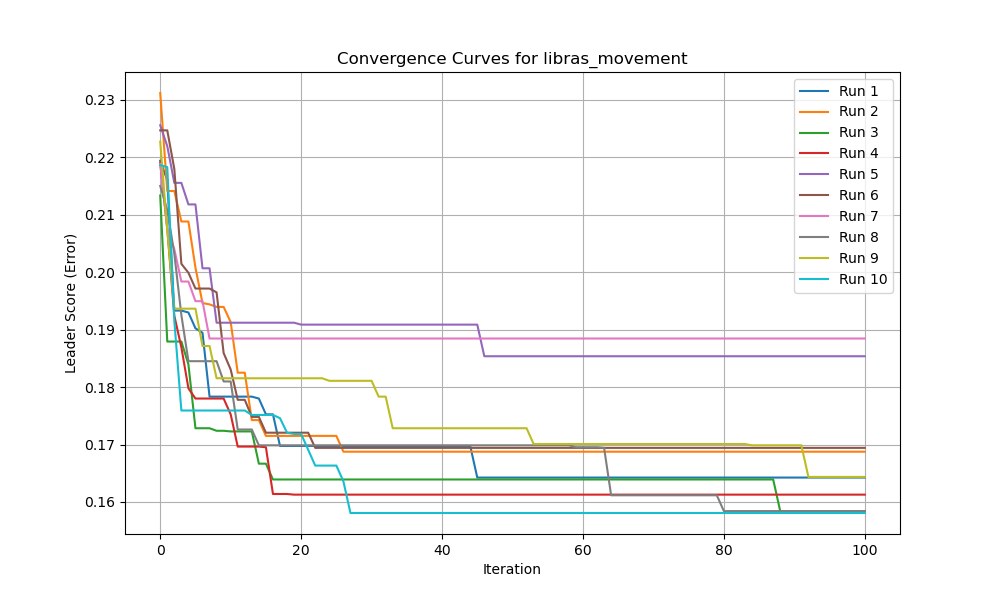 Convergence Curves for libras_movement
Leader Score (Error)
0.23
0.22
0.21
0.20
0.19
0.18
0.17
0.16
0
20
40
60
80
100
Iteration
Run 1
Run 2
Run 3
Run 4
Run 5
Run 6
Run 7
Run 8
Run 9
Run 10